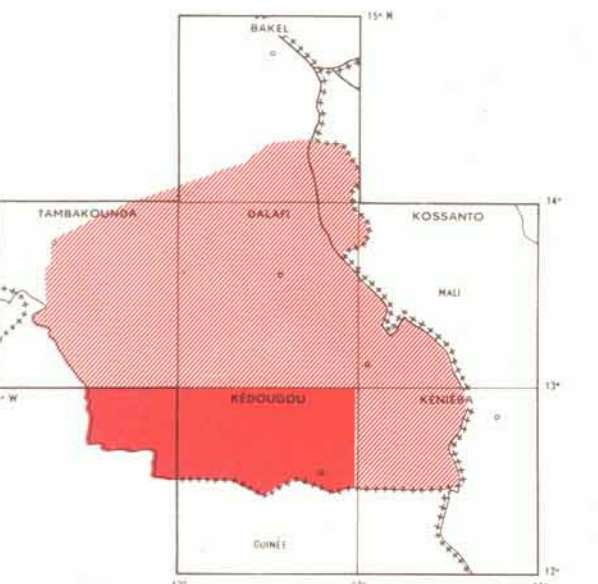 15° N
BAKEL
14°
TAMBAKOUNDA
DALAFI
KOSSANTO
MALI
13°
° W
KÉDOUGOU
KÉNIÉBA
GUINÉE
12°